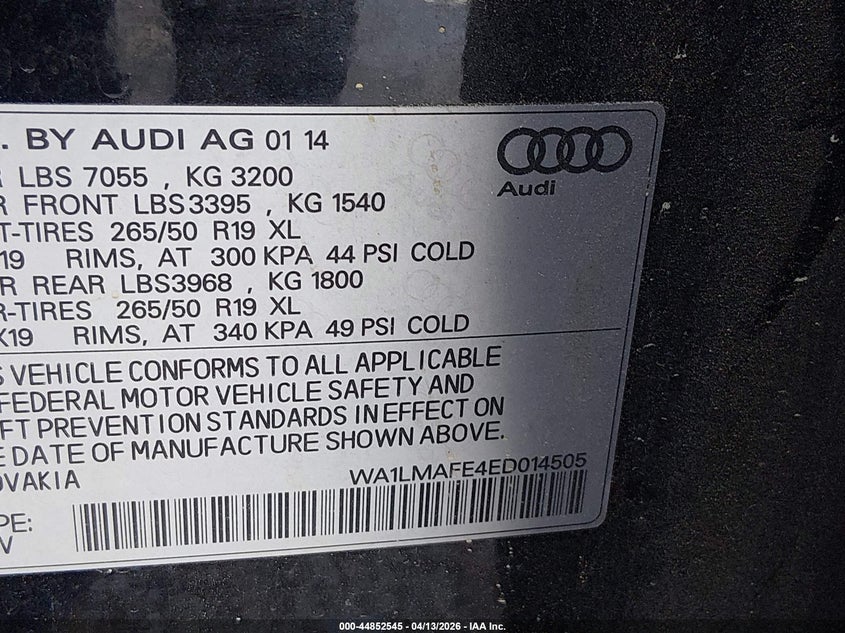 . BY AUDI AG 01 14
Audi
LBS 7055 , KG 3200
R FRONT LBS3395 , KG 1540
T-TIRES 265/50 R19 XL
19 RIMS, AT 300 KPA 44 PSI COLD
R REAR LBS3968 , KG 1800
R-TIRES 265/50 R19 XL
X19 RIMS, AT 340 KPA 49 PSI COLD
S VEHICLE CONFORMS TO ALL APPLICABLE
FEDERAL MOTOR VEHICLE SAFETY AND
FT PREVENTION STANDARDS IN EFFECT ON
E DATE OF MANUFACTURE SHOWN ABOVE.
OVAKIA
WA1LMAFE4ED014505
PE:
V
000-44852545 - 04/13/2026 - IAA Inc.